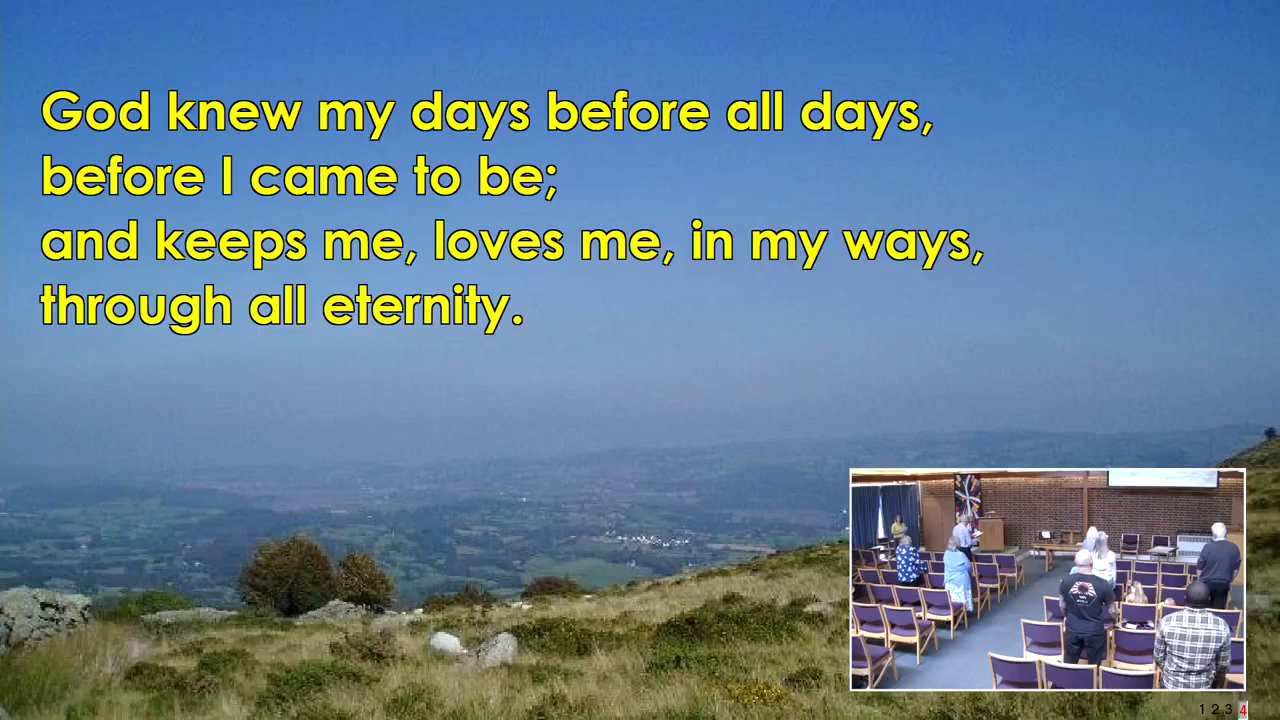 God knew my days before all days,
before I came to be;
and keeps me, loves me, in my ways,
through all eternity.
1 2 3 4